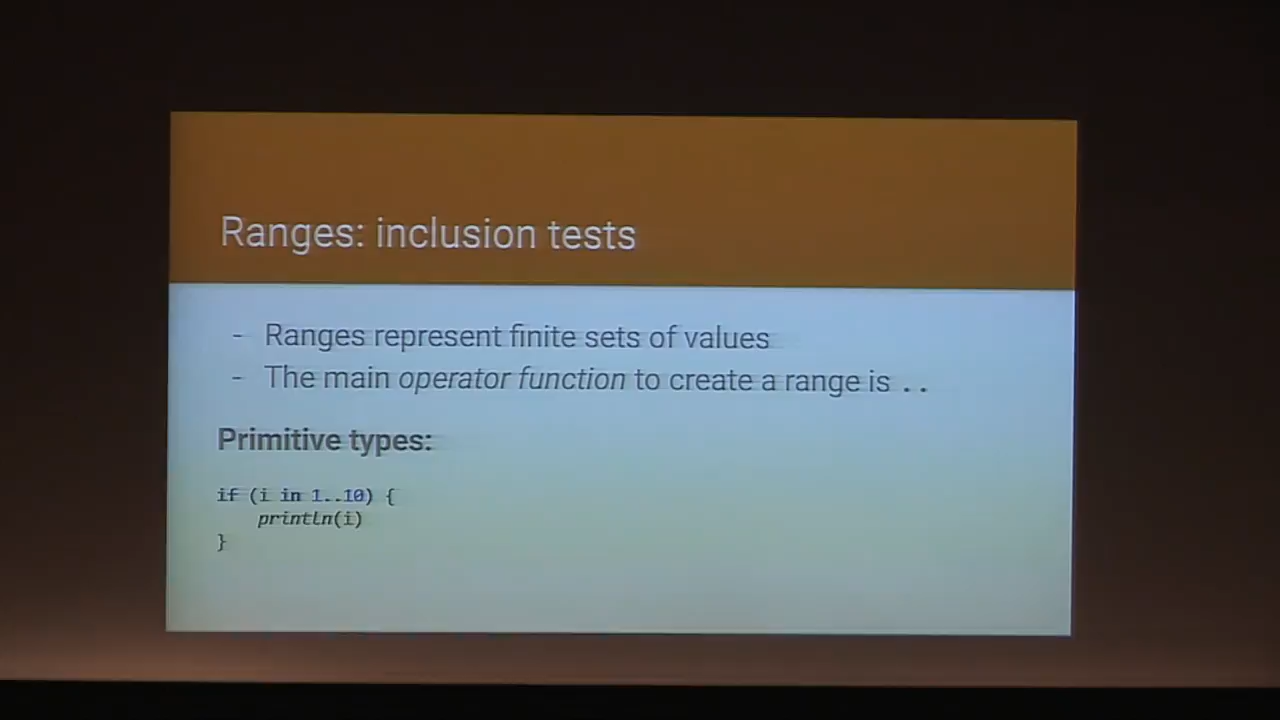 Ranges: inclusion tests
- Ranges represent finite sets of values
- The main operator function to create a range is ..
Primitive types:
if (i in 1..10) {
    println(i)
}